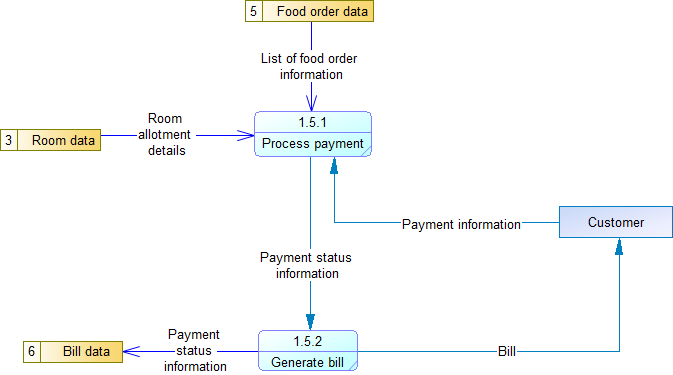 5 Food order data
List of food order
information
1.5.1
Process payment
Room
allotment
details
3 Room data
Customer
Payment information
Payment status
information
1.5.2
Generate bill
Payment
status
information
6 Bill data
Bill